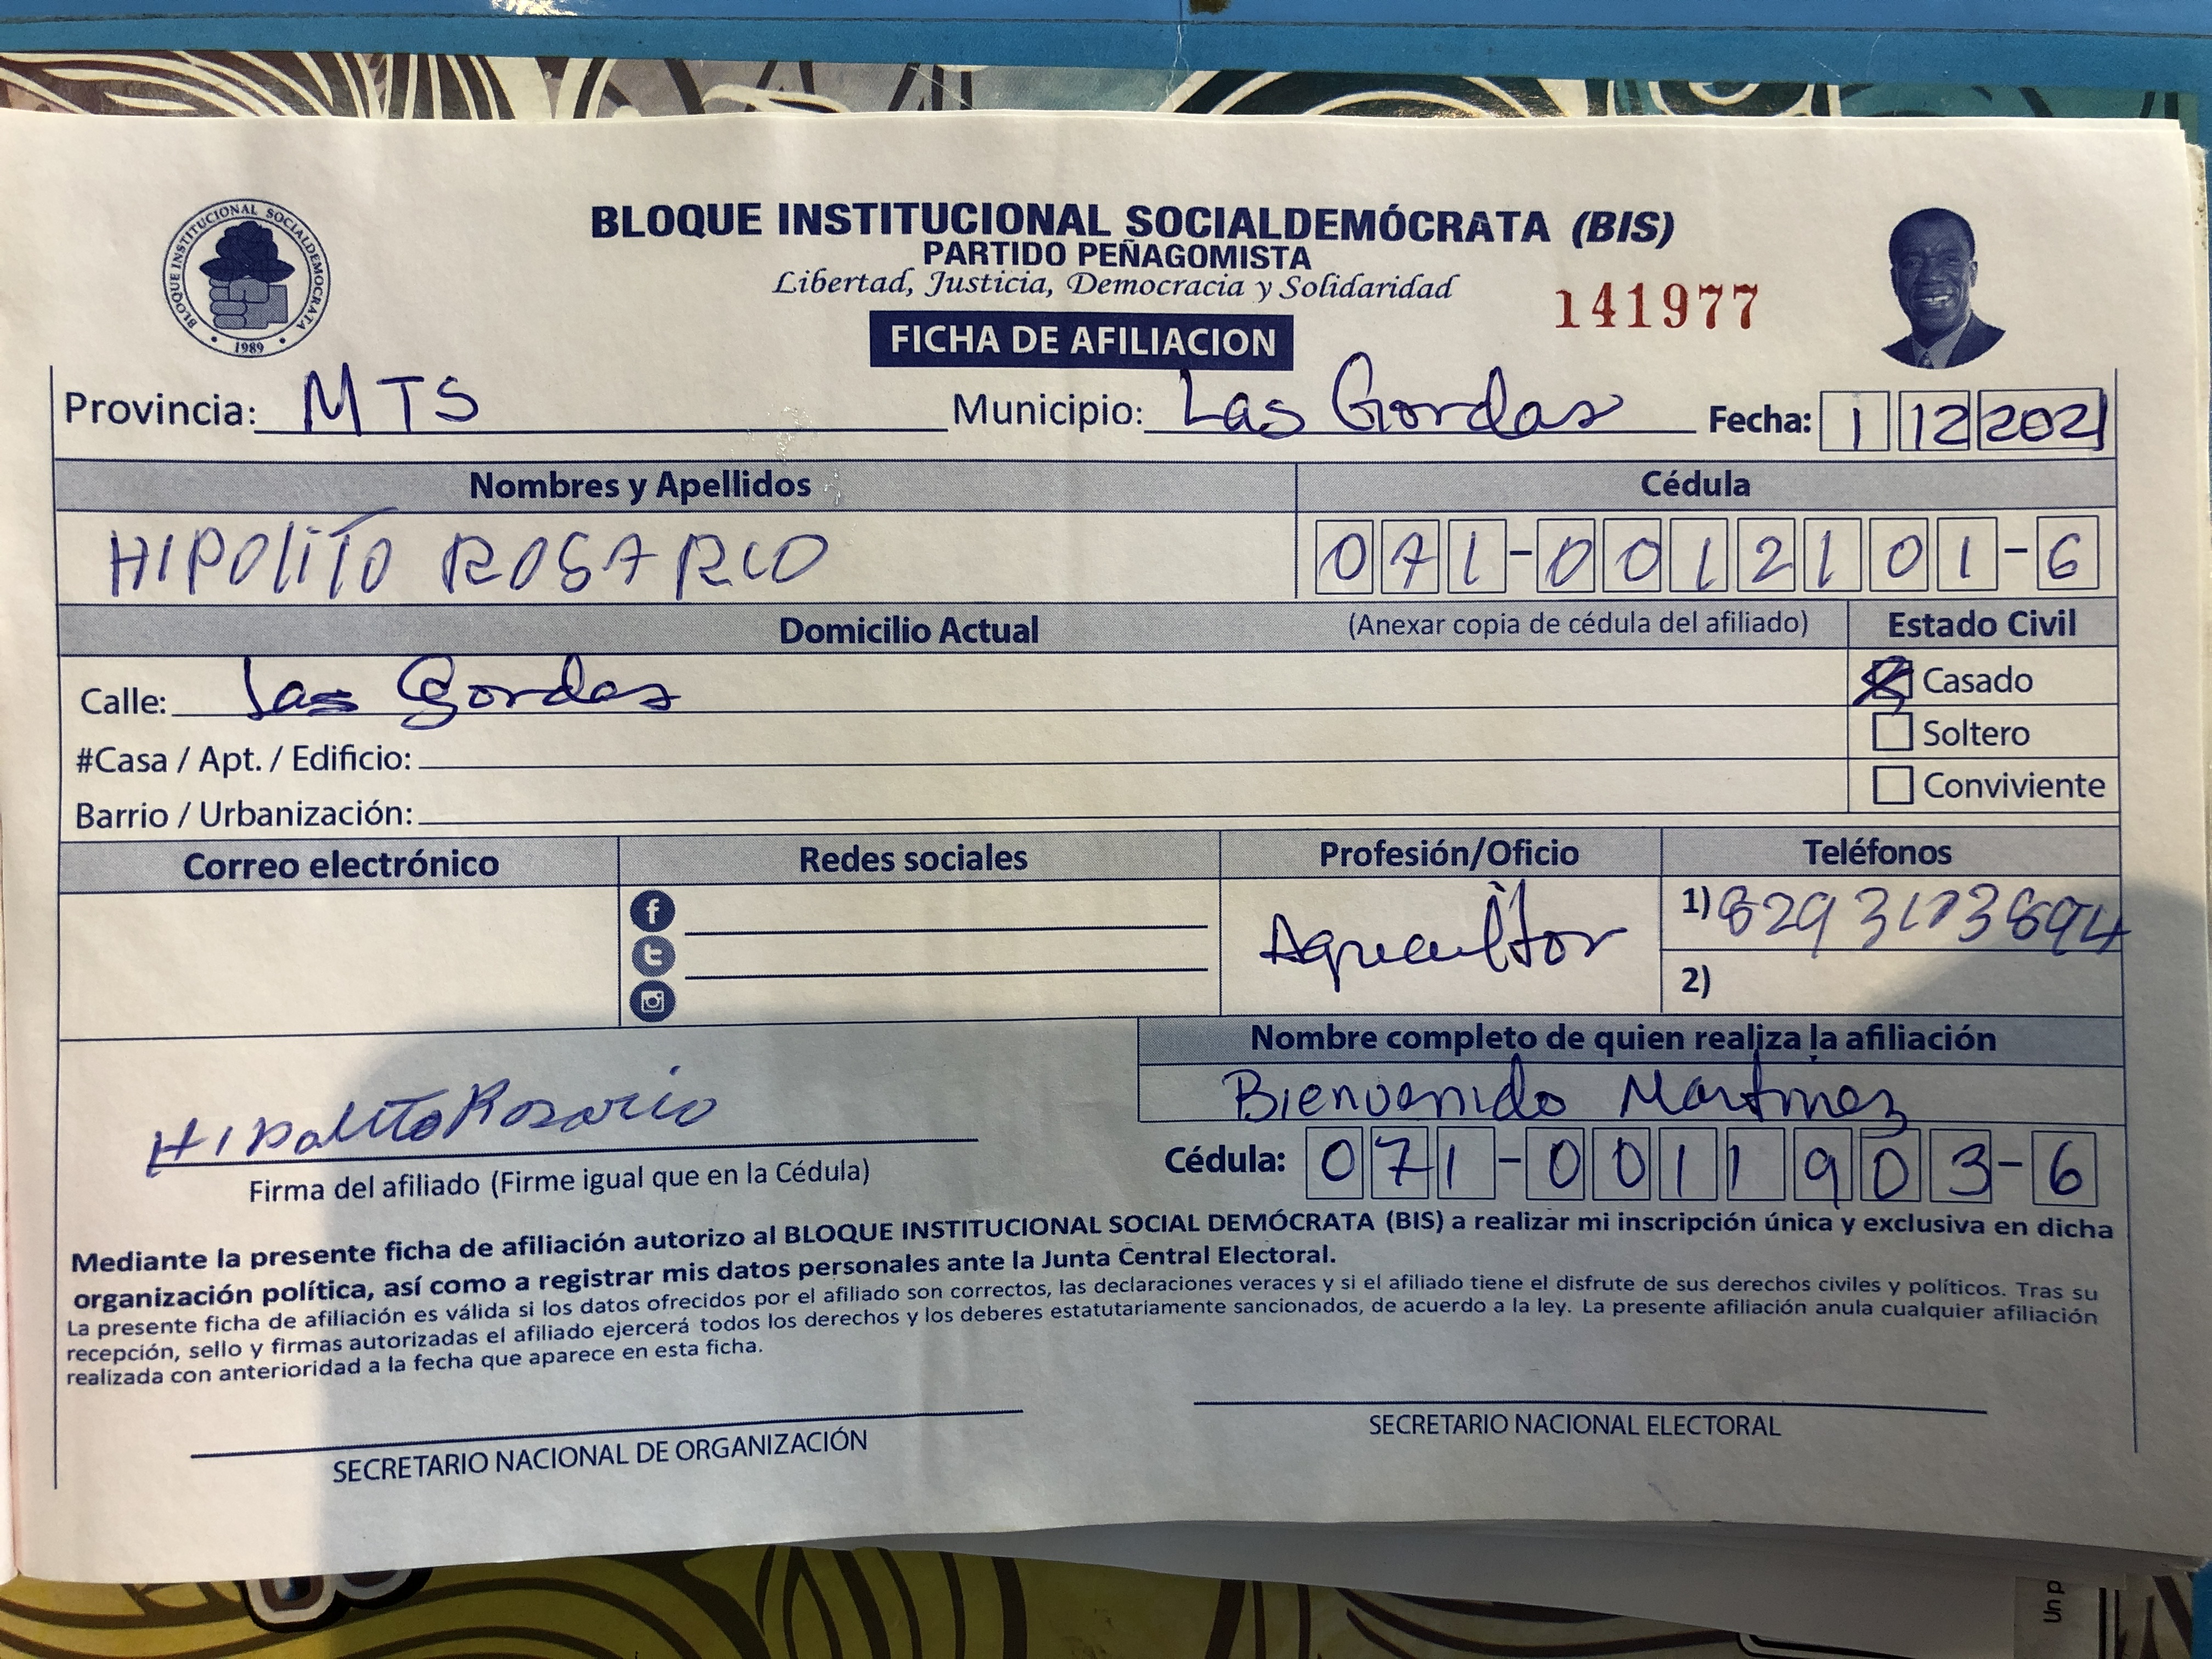 BLOQUE INSTITUCIONAL SOCIALDEMOCRATA
1989
BLOQUE INSTITUCIONAL SOCIALDEMÓCRATA (BIS)
PARTIDO PEÑAGOMISTA
Libertad, Justicia, Democracia y Solidaridad
141977
FICHA DE AFILIACION
Provincia: MTS Municipio: Las Gordas Fecha: 1 12 2021
Nombres y Apellidos Cédula
HIPOLITO ROSARIO 071-0012101-6
Domicilio Actual (Anexar copia de cédula del afiliado) Estado Civil
Calle: Las Gordas Casado
Soltero
#Casa / Apt. / Edificio:
Conviviente
Barrio / Urbanización:
Correo electrónico Redes sociales Profesión/Oficio Teléfonos
Agricultor 1)
2)
Nombre completo de quien realiza la afiliación
Bienvenido Martinez
Hipolito Rosario
Cédula: 071-0011903-6
Firma del afiliado (Firme igual que en la Cédula)
Mediante la presente ficha de afiliación autorizo al BLOQUE INSTITUCIONAL SOCIAL DEMÓCRATA (BIS) a realizar mi inscripción única y exclusiva en dicha
organización política, así como a registrar mis datos personales ante la Junta Central Electoral.
La presente ficha de afiliación es válida si los datos ofrecidos por el afiliado son correctos, las declaraciones veraces y si el afiliado tiene el disfrute de sus derechos civiles y políticos. Tras su
recepción, sello y firmas autorizadas el afiliado ejercerá todos los derechos y los deberes estatutariamente sancionados, de acuerdo a la ley. La presente afiliación anula cualquier afiliación
realizada con anterioridad a la fecha que aparece en esta ficha.
SECRETARIO NACIONAL DE ORGANIZACIÓN SECRETARIO NACIONAL ELECTORAL
Un p